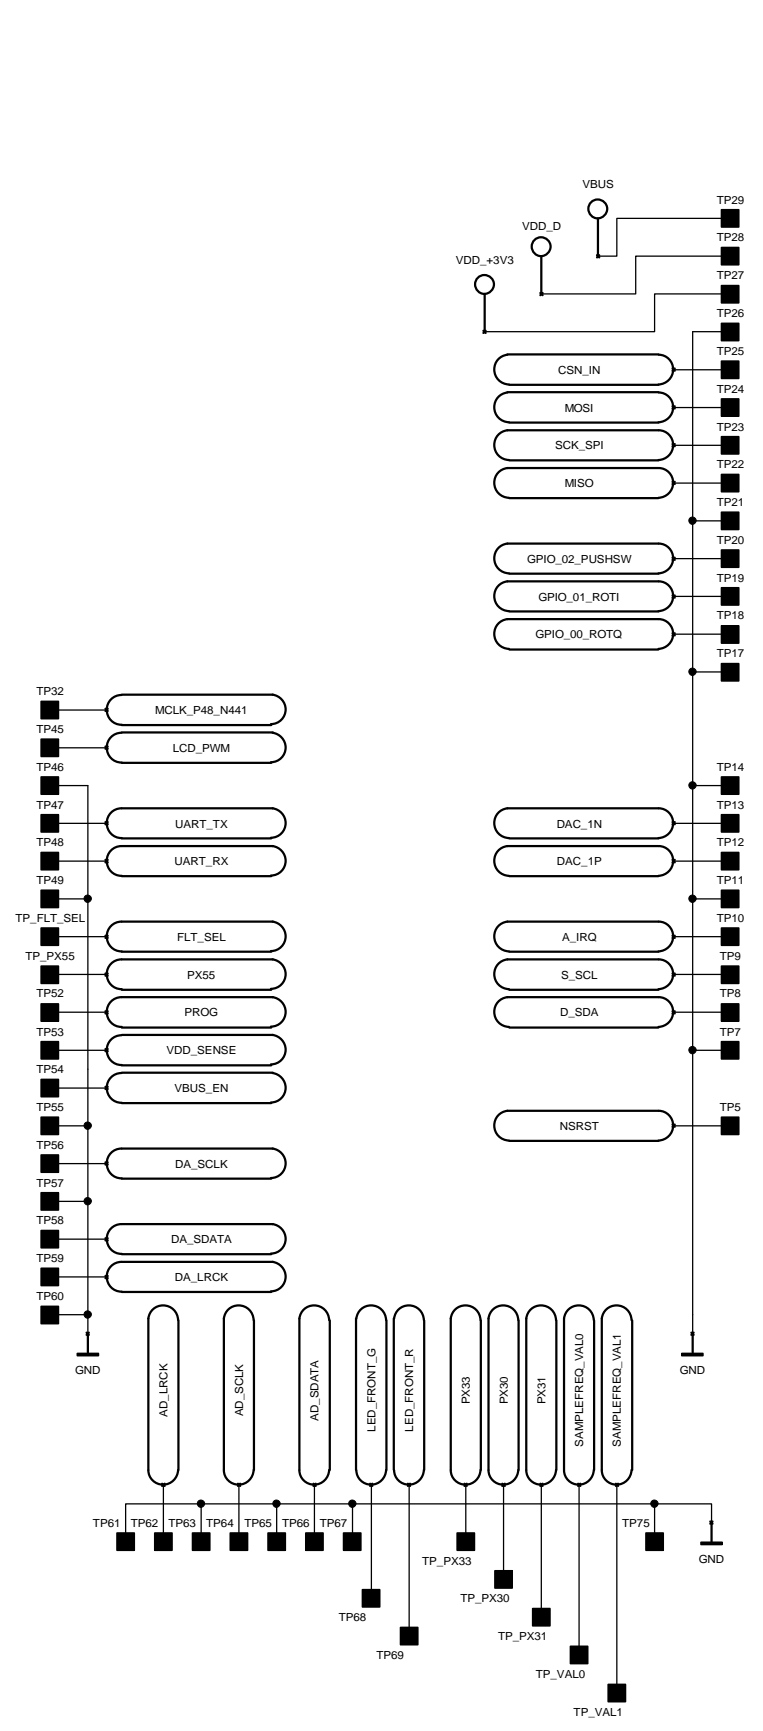 VBUS
TP29
VDD_D
TP28
VDD_+3V3
TP27
TP26
TP25
CSN_IN
TP24
MOSI
TP23
SCK_SPI
TP22
MISO
TP21
TP20
GPIO_02_PUSHSW
TP19
GPIO_01_ROTI
TP18
GPIO_00_ROTQ
TP17
TP32
MCLK_P48_N441
TP45
LCD_PWM
TP46
TP14
TP47
UART_TX
TP13
DAC_1N
TP48
UART_RX
TP12
DAC_1P
TP49
TP11
TP_FLT_SEL
FLT_SEL
TP10
A_IRQ
TP_PX55
PX55
TP9
S_SCL
TP52
PROG
TP8
D_SDA
TP53
VDD_SENSE
TP7
TP54
VBUS_EN
TP55
TP5
NSRST
TP56
DA_SCLK
TP57
TP58
DA_SDATA
TP59
DA_LRCK
TP60
GND
GND
AD_LRCK
AD_SCLK
AD_SDATA
LED_FRONT_G
LED_FRONT_R
PX33
PX30
PX31
SAMPLEFREQ_VAL0
SAMPLEFREQ_VAL1
TP61
TP62
TP63
TP64
TP65
TP66
TP67
TP75
GND
TP_PX33
TP_PX30
TP68
TP_PX31
TP69
TP_VAL0
TP_VAL1